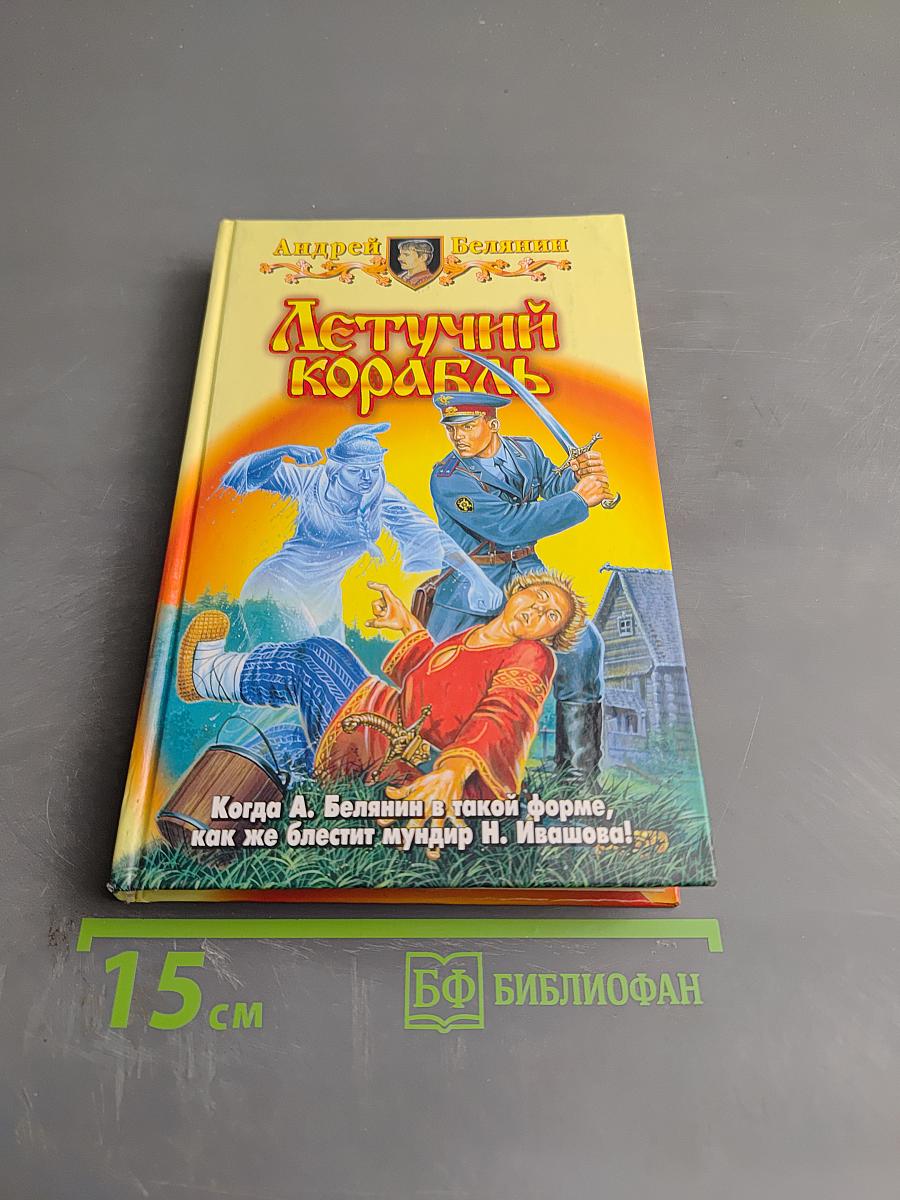 Андрей Белянин
Летучий
корабль
Когда А. Белянин в такой форме,
как же блестит мундир Н. Ивашова!
15 см
БФ БИБЛИОФАН